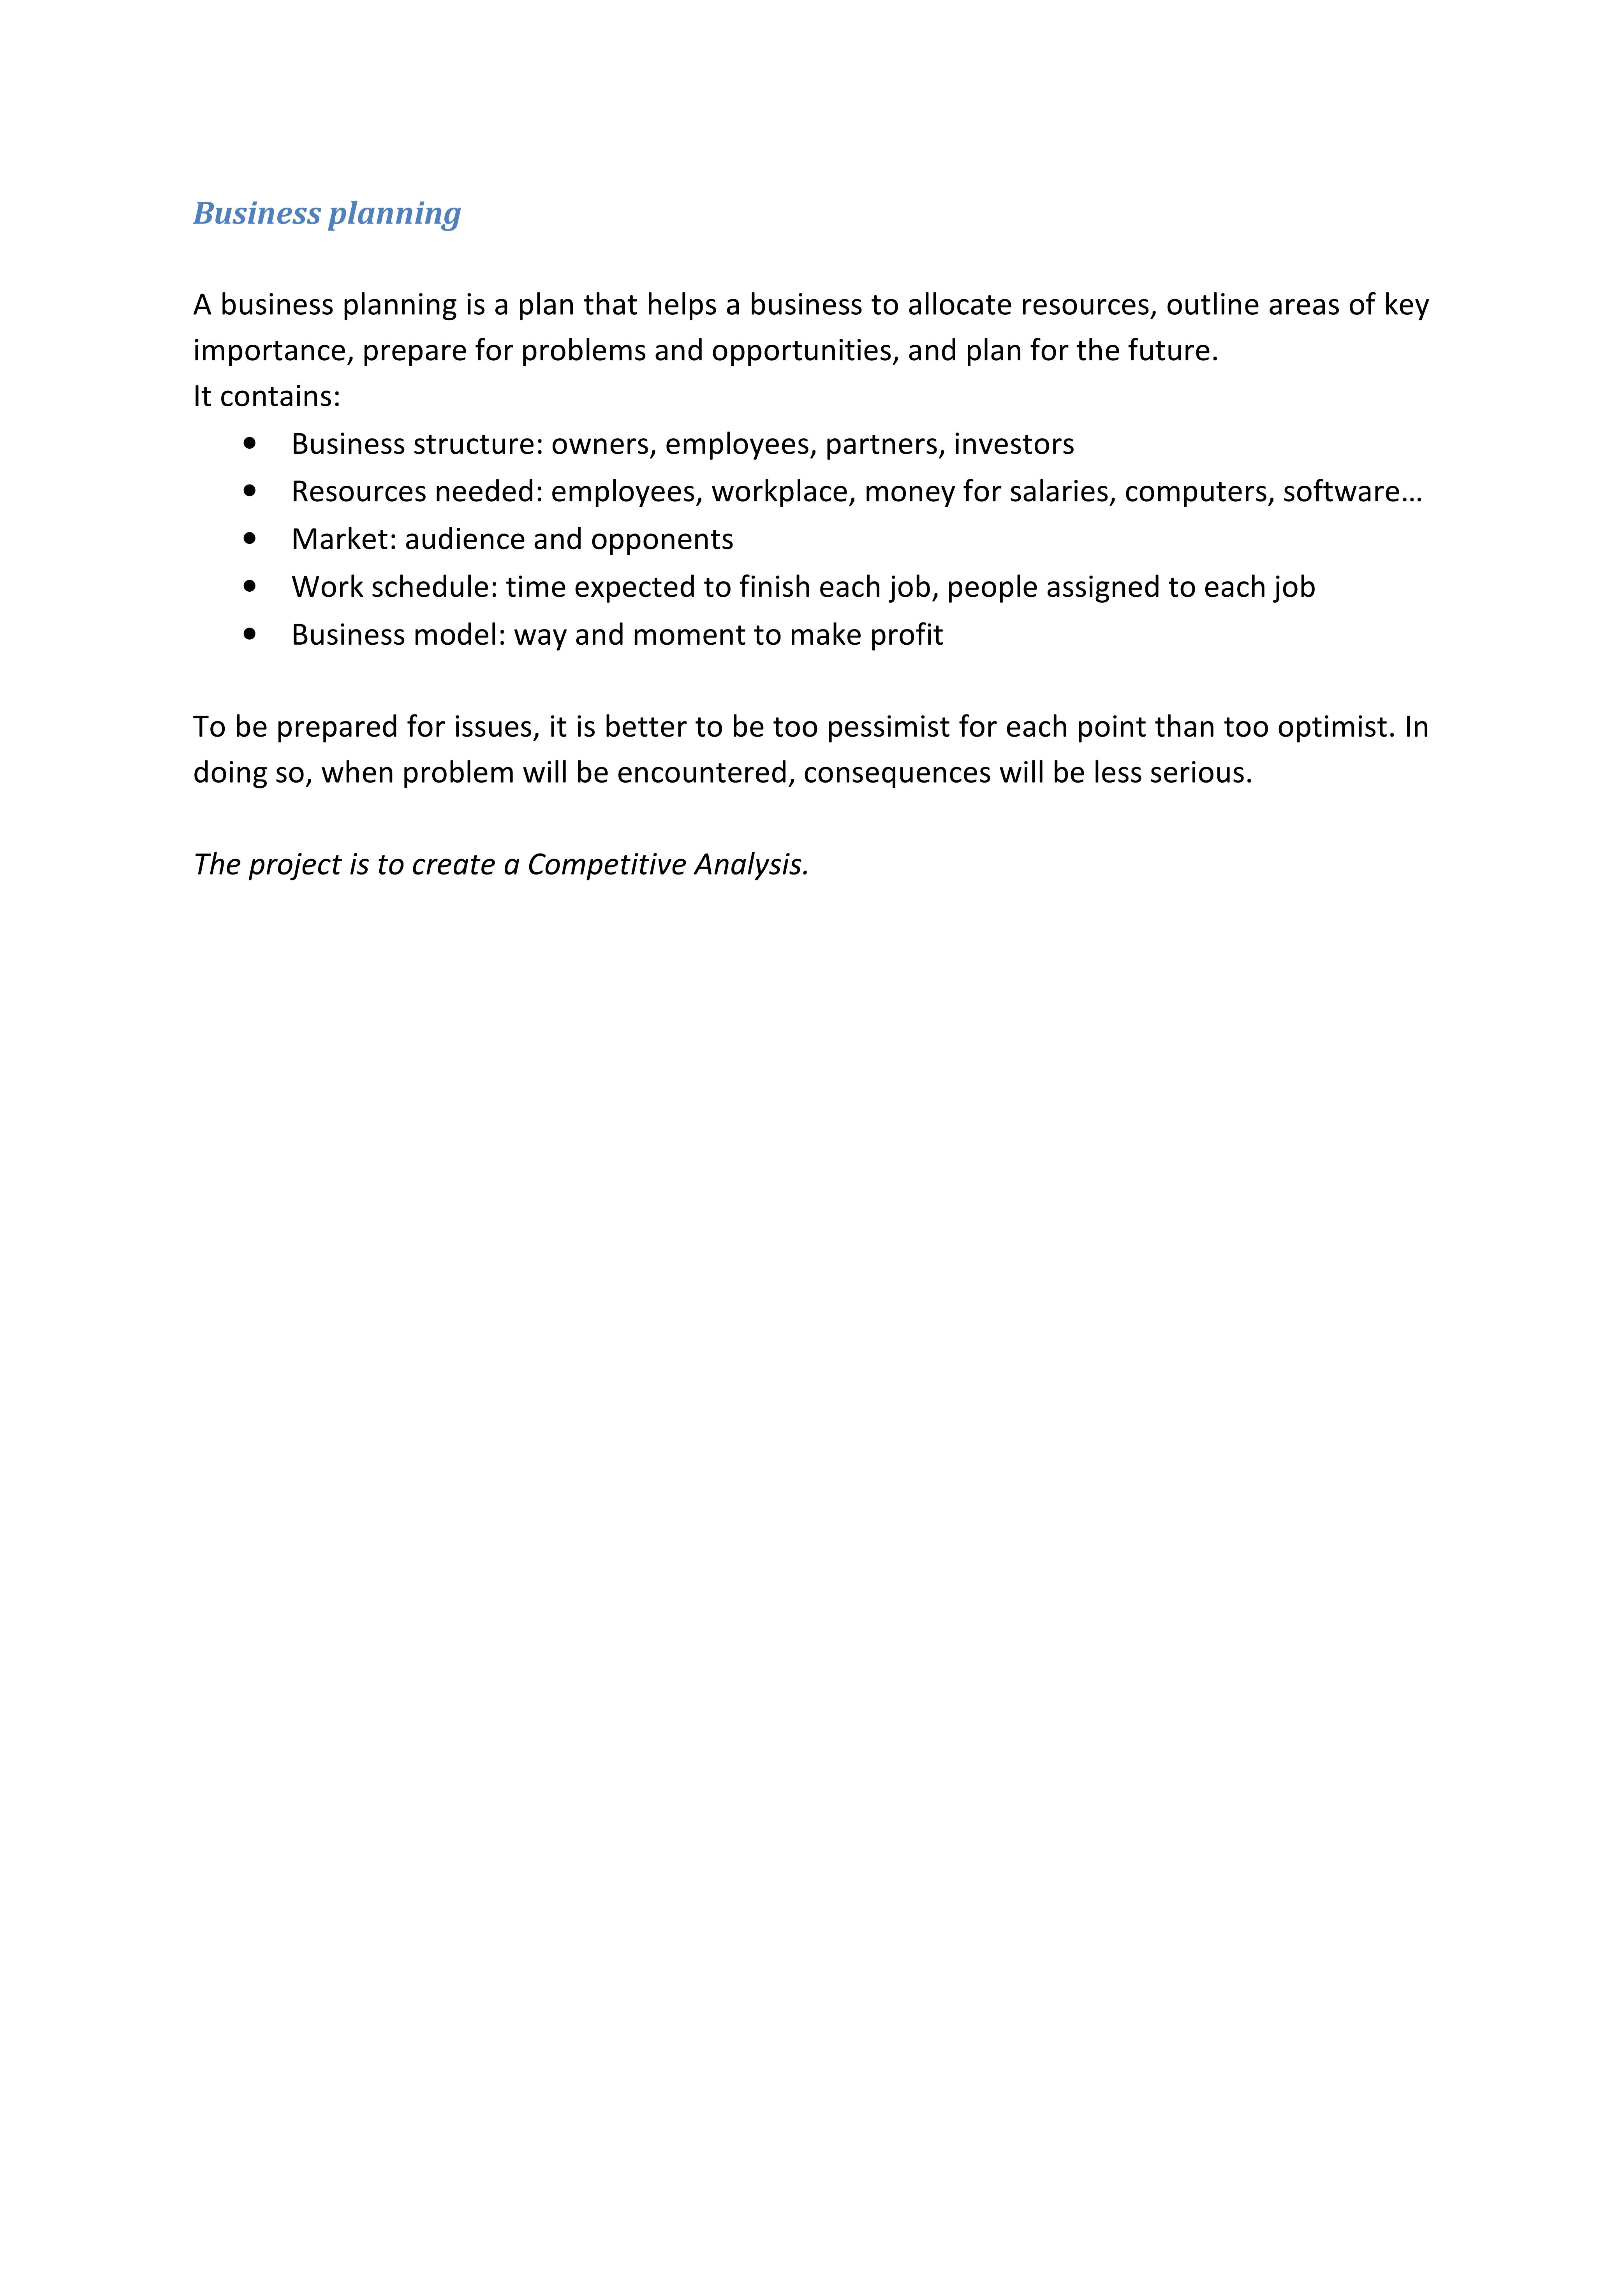 Business planning
A business planning is a plan that helps a business to allocate resources, outline areas of key
importance, prepare for problems and opportunities, and plan for the future.
It contains:
• Business structure: owners, employees, partners, investors
• Resources needed: employees, workplace, money for salaries, computers, software…
• Market: audience and opponents
• Work schedule: time expected to finish each job, people assigned to each job
• Business model: way and moment to make profit
To be prepared for issues, it is better to be too pessimist for each point than too optimist. In
doing so, when problem will be encountered, consequences will be less serious.
The project is to create a Competitive Analysis.